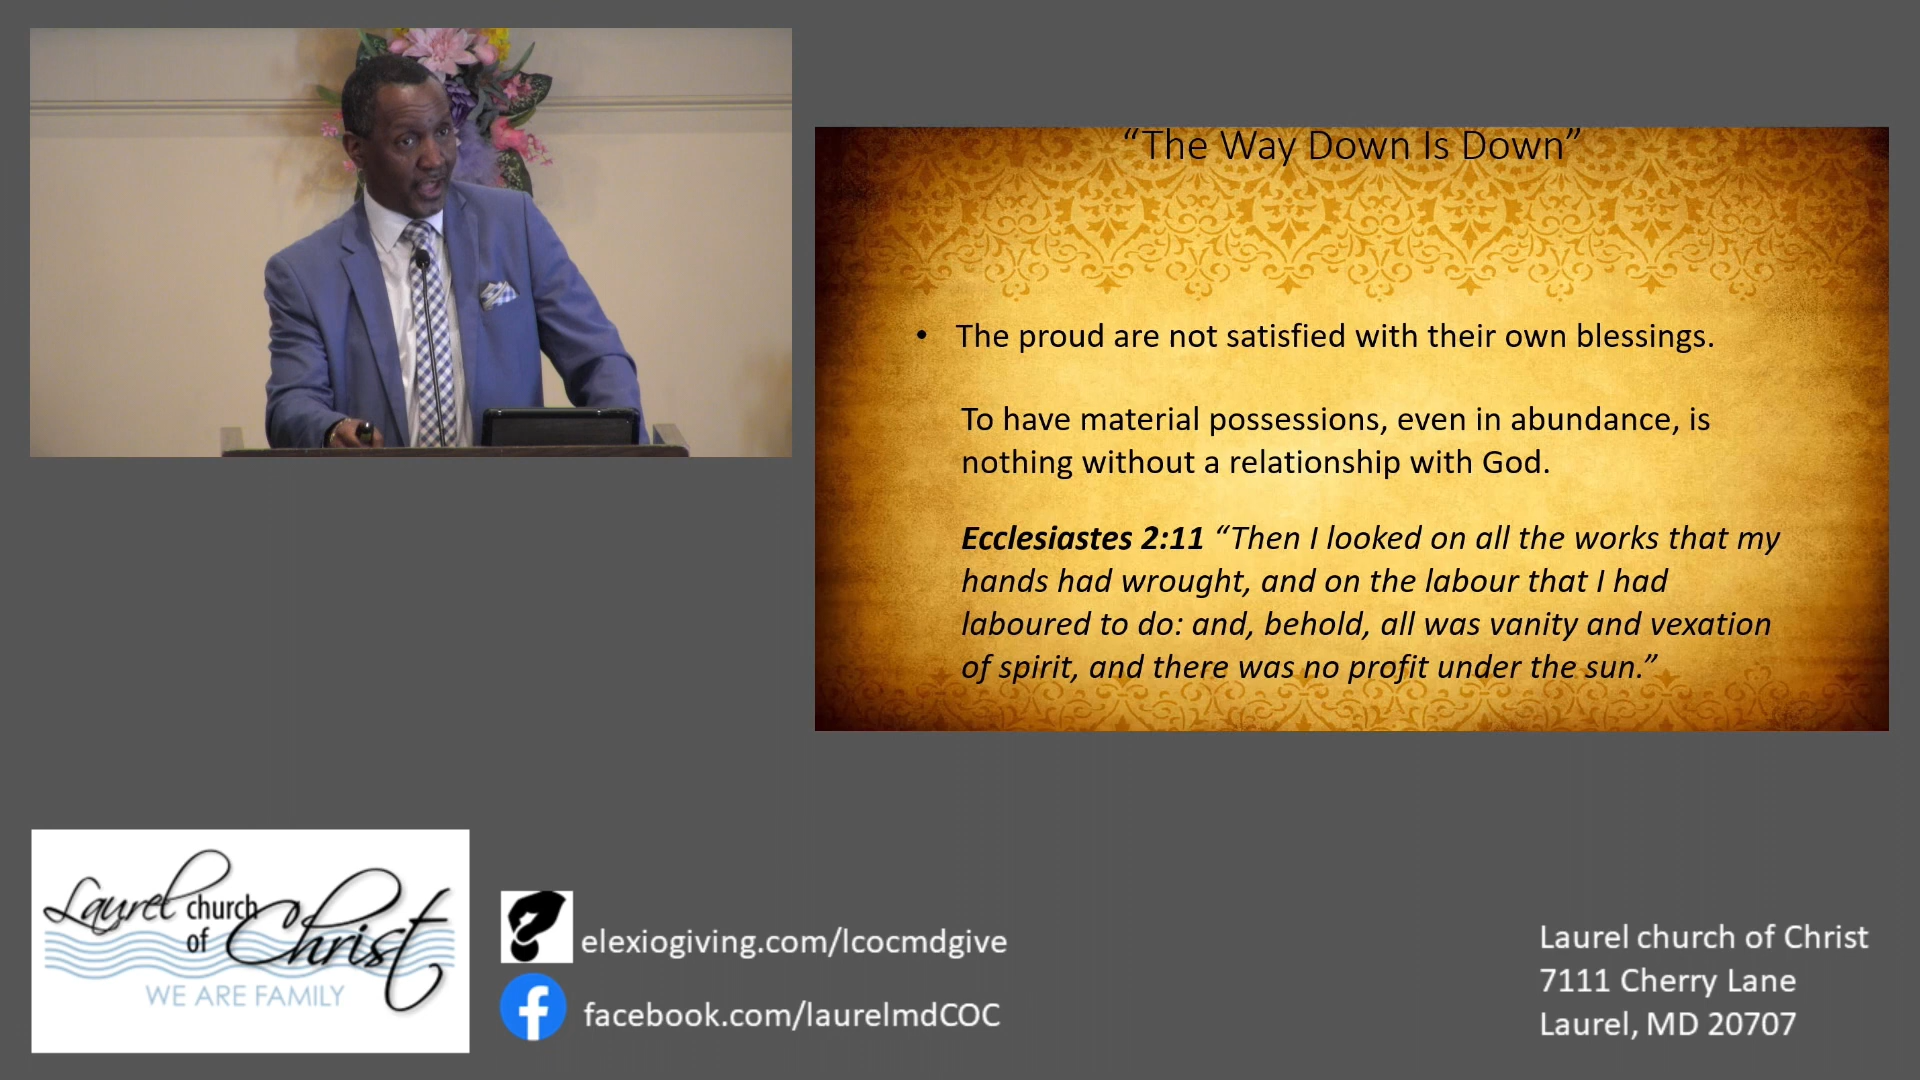 “The Way Down Is Down”
• The proud are not satisfied with their own blessings.
To have material possessions, even in abundance, is
nothing without a relationship with God.
Ecclesiastes 2:11 “Then I looked on all the works that my
hands had wrought, and on the labour that I had
laboured to do: and, behold, all was vanity and vexation
of spirit, and there was no profit under the sun.”
Laurel church
of Christ
WE ARE FAMILY
elexiogiving.com/lcocmdgive
facebook.com/laurelmdCOC
Laurel church of Christ
7111 Cherry Lane
Laurel, MD 20707